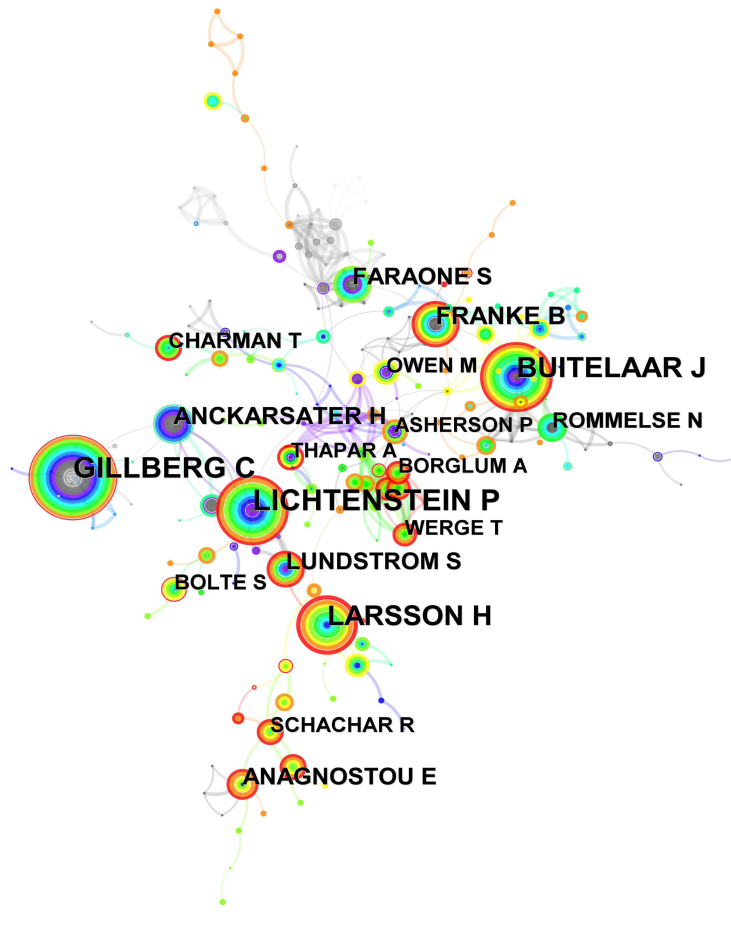 FARAONE S
FRANKE B
CHARMAN T
OWEN M
BUITELAAR J
ANCKARSATER H
ASHERSON P
ROMMELSE N
THAPAR A
GILLBERG C
BORGLUM A
LICHTENSTEIN P
WERGE T
LUNDSTROM S
BOLTE S
LARSSON H
SCHACHAR R
ANAGNOSTOU E